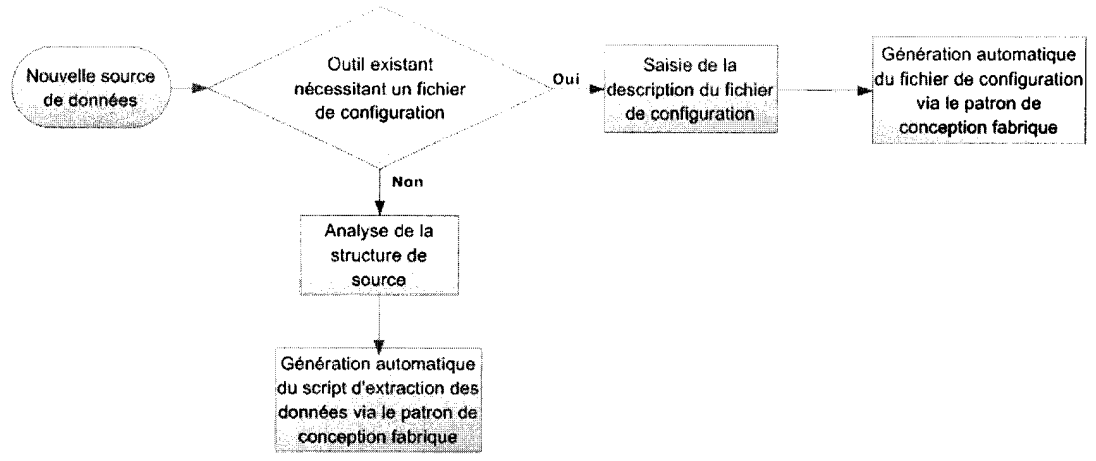 Nouvelle source
de données
Outil existant
nécessitant un fichier
de configuration
Oui
Saisie de la
description du fichier
de configuration
Génération automatique
du fichier de configuration
via le patron de
conception fabrique
Non
Analyse de la
structure de
source
Génération automatique
du script d'extraction des
données via le patron de
conception fabrique